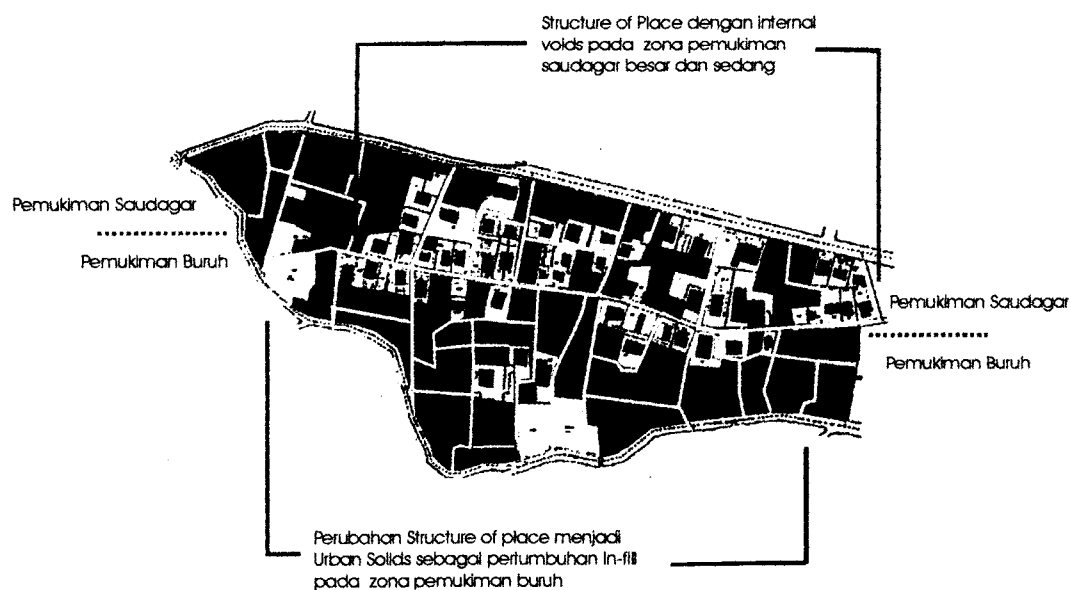 Structure of Place dengan internal
voids pada zona pemukiman
saudagar besar dan sedang
Pemukiman Saudagar
Pemukiman Buruh
Pemukiman Saudagar
Pemukiman Buruh
Perubahan Structure of place menjadi
Urban Solids sebagai pertumbuhan In-fill
pada zona pemukiman buruh